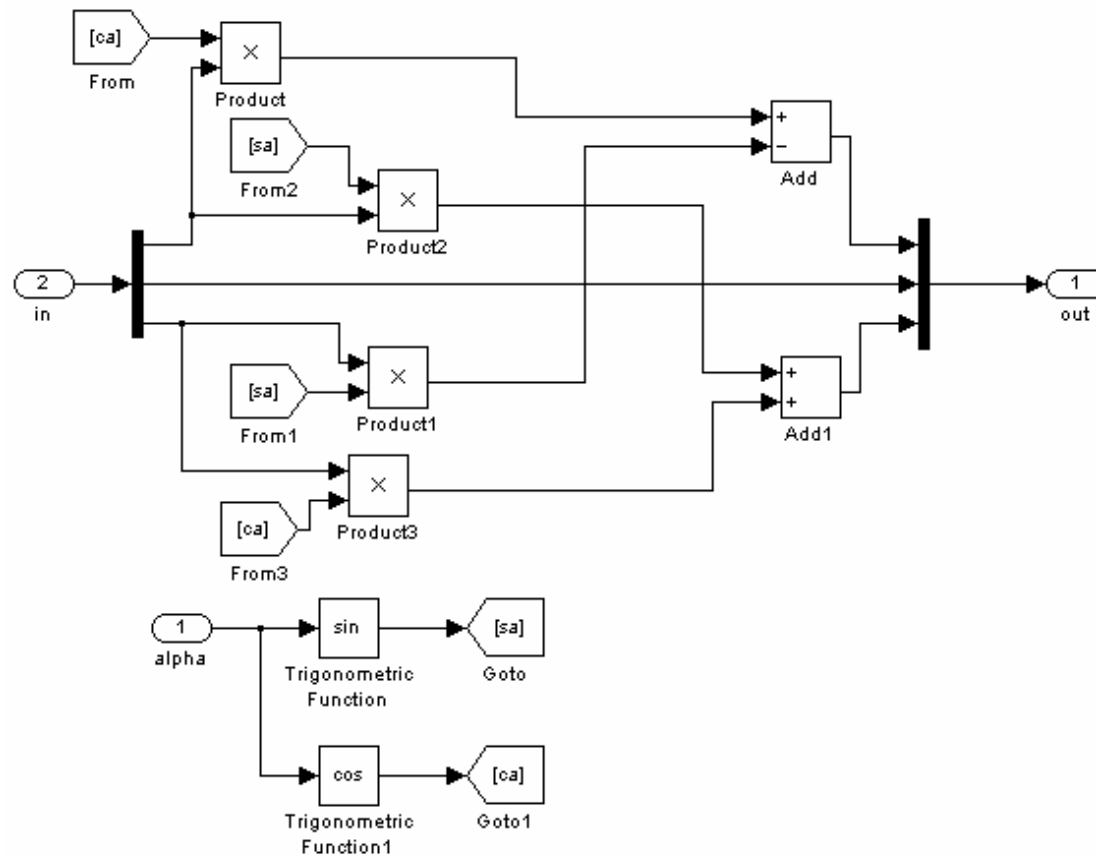 [ca]
From
×
Product
[sa]
From2
×
Product2
+
−
Add
2
in
1
out
[sa]
From1
×
Product1
+
+
Add1
[ca]
From3
×
Product3
1
alpha
sin
Trigonometric
Function
[sa]
Goto
cos
Trigonometric
Function1
[ca]
Goto1